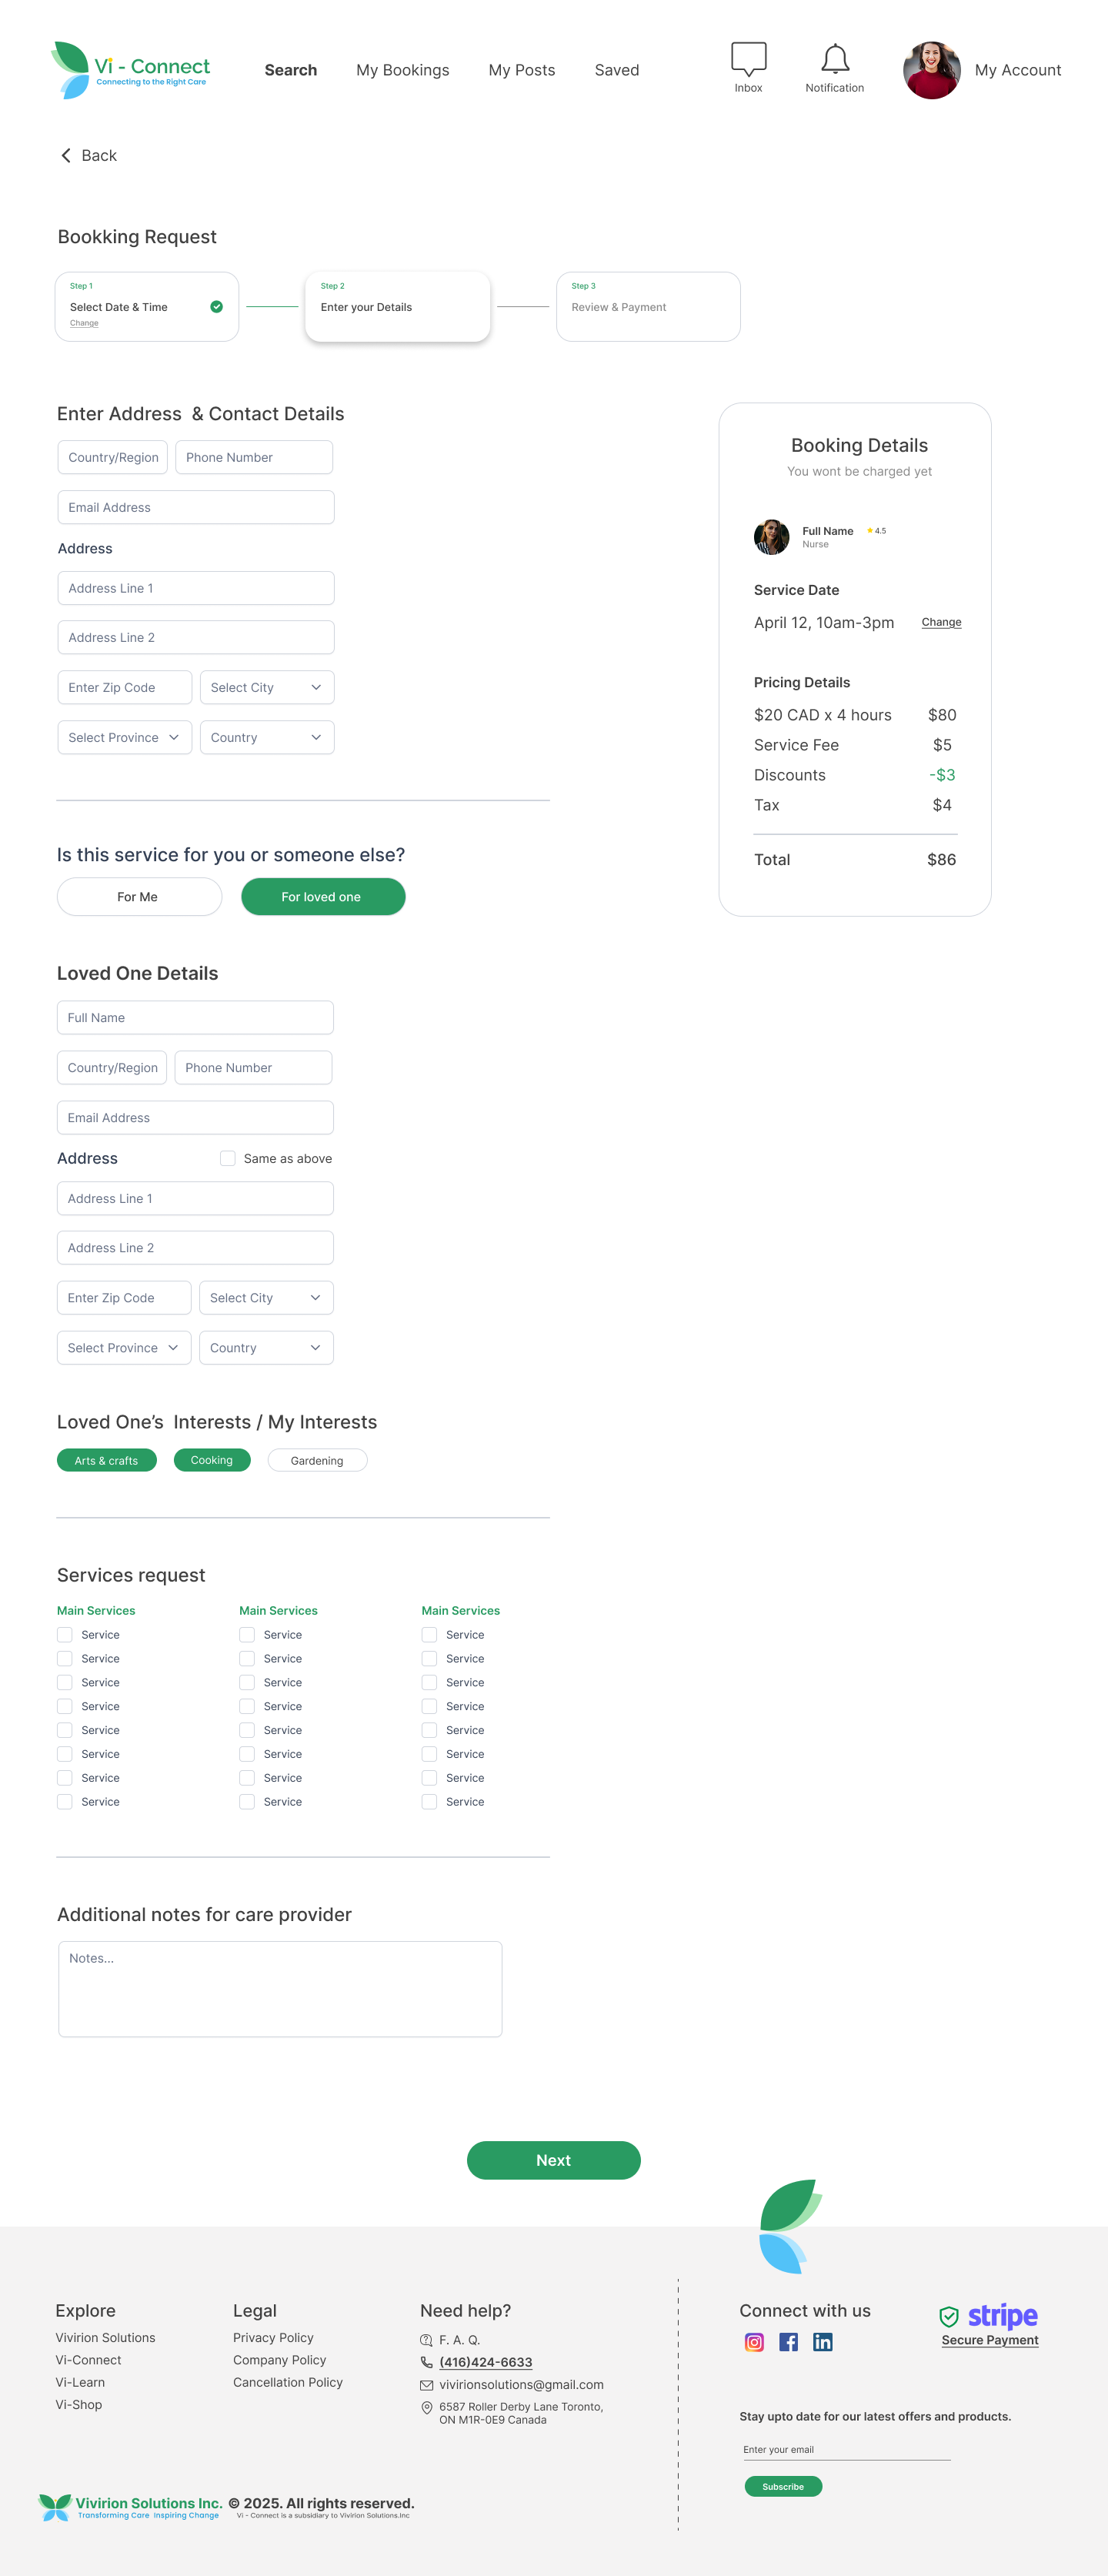 Vi - Connect
Connecting to the Right Care
Search
My Bookings
My Posts
Saved
Inbox
Notification
My Account
Back
Bookking Request
Step 1
Select Date & Time
Change
Step 2
Enter your Details
Step 3
Review & Payment
Enter Address & Contact Details
Country/Region
Phone Number
Email Address
Address
Address Line 1
Address Line 2
Enter Zip Code
Select City
Select Province
Country
Booking Details
You wont be charged yet
Full Name
4.5
Nurse
Service Date
April 12, 10am-3pm
Change
Pricing Details
$20 CAD x 4 hours $80
Service Fee $5
Discounts -$3
Tax $4
Total $86
Is this service for you or someone else?
For Me
For loved one
Loved One Details
Full Name
Country/Region
Phone Number
Email Address
Address
Same as above
Address Line 1
Address Line 2
Enter Zip Code
Select City
Select Province
Country
Loved One’s Interests / My Interests
Arts & crafts
Cooking
Gardening
Services request
Main Services
Service
Service
Service
Service
Service
Service
Service
Service
Main Services
Service
Service
Service
Service
Service
Service
Service
Service
Main Services
Service
Service
Service
Service
Service
Service
Service
Service
Additional notes for care provider
Notes...
Next
Explore
Vivirion Solutions
Vi-Connect
Vi-Learn
Vi-Shop
Legal
Privacy Policy
Company Policy
Cancellation Policy
Need help?
F. A. Q.
(416)424-6633
vivirionsolutions@gmail.com
6587 Roller Derby Lane Toronto,
ON M1R-0E9 Canada
Connect with us
stripe
Secure Payment
Stay upto date for our latest offers and products.
Enter your email
Subscribe
Vivirion Solutions Inc.
Transforming Care Inspiring Change
© 2025. All rights reserved.
Vi - Connect is a subsidiary to Vivirion Solutions.Inc